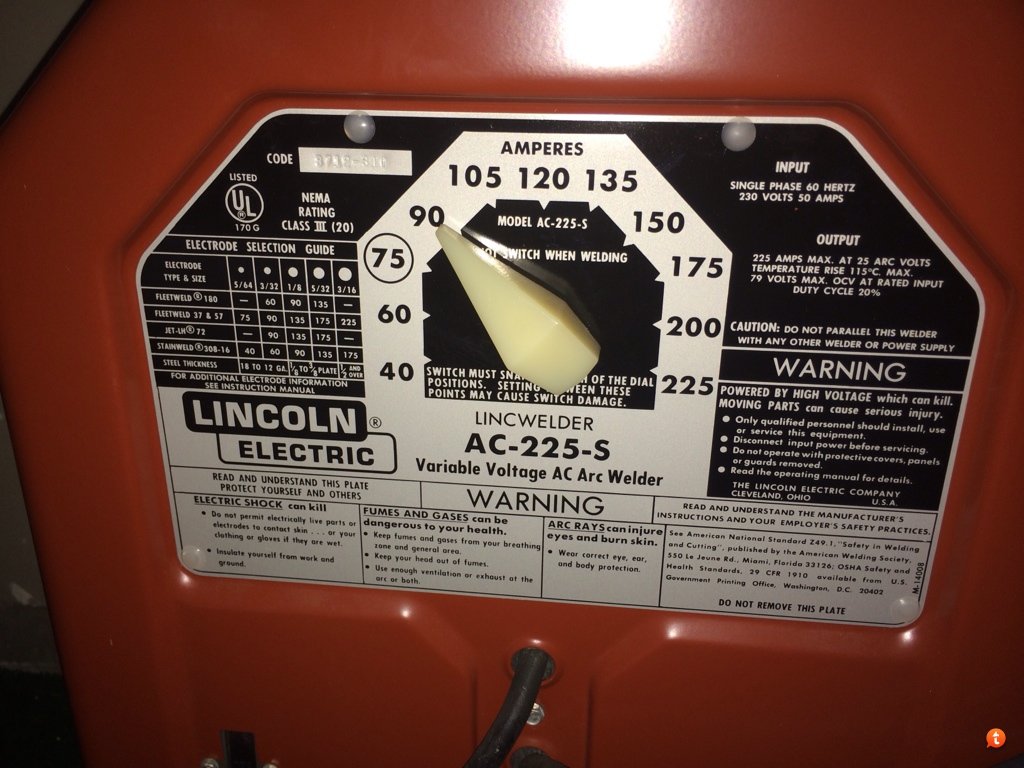 AMPERES
105 120 135
90
150
75
175
60
200
40
225
CODE
LISTED
UL
®
170 G
NEMA
RATING
CLASS III (20)
ELECTRODE SELECTION GUIDE
ELECTRODE
TYPE & SIZE
5/64 3/32 1/8 5/32 3/16
FLEETWELD® 180 — 60 90 135 —
FLEETWELD 37 & 57 75 90 135 175 225
JET-LH® 72 — 90 135 175 —
STAINWELD® 308-16 40 60 90 135 175
STEEL THICKNESS 18 TO 12 GA. 1/8 TO 3/8 PLATE 1/2 AND OVER
FOR ADDITIONAL ELECTRODE INFORMATION
SEE INSTRUCTION MANUAL
MODEL AC-225-S
SWITCH WHEN WELDING
SWITCH MUST OF THE DIAL
POSITIONS. SETTING THESE
POINTS MAY CAUSE SWITCH DAMAGE.
INPUT
SINGLE PHASE 60 HERTZ
230 VOLTS 50 AMPS
OUTPUT
225 AMPS MAX. AT 25 ARC VOLTS
TEMPERATURE RISE 115°C. MAX.
79 VOLTS MAX. OCV AT RATED INPUT
DUTY CYCLE 20%
CAUTION: DO NOT PARALLEL THIS WELDER
WITH ANY OTHER WELDER OR POWER SUPPLY
WARNING
POWERED BY HIGH VOLTAGE which can kill.
MOVING PARTS can cause serious injury.
● Only qualified personnel should install, use
or service this equipment.
● Disconnect input power before servicing.
● Do not operate with protective covers, panels
or guards removed.
● Read the operating manual for details.
THE LINCOLN ELECTRIC COMPANY
CLEVELAND, OHIO U.S.A.
LINCOLN ®
ELECTRIC
LINCWELDER
AC-225-S
Variable Voltage AC Arc Welder
READ AND UNDERSTAND THIS PLATE
PROTECT YOURSELF AND OTHERS
WARNING
READ AND UNDERSTAND THE MANUFACTURER'S
INSTRUCTIONS AND YOUR EMPLOYER'S SAFETY PRACTICES.
ELECTRIC SHOCK can kill
● Do not permit electrically live parts or
electrodes to contact skin . . . or your
clothing or gloves if they are wet.
● Insulate yourself from work and
ground.
FUMES AND GASES can be
dangerous to your health.
● Keep fumes and gases from your breathing
zone and general area.
● Keep your head out of fumes.
● Use enough ventilation or exhaust at the
arc or both.
ARC RAYS can injure
eyes and burn skin.
● Wear correct eye, ear,
and body protection.
See American National Standard Z49.1, "Safety in Welding
and Cutting", published by the American Welding Society,
550 Le Jeune Rd., Miami, Florida 33126; OSHA Safety and
Health Standards, 29 CFR 1910 available from U.S.
Government Printing Office, Washington, D.C. 20402
DO NOT REMOVE THIS PLATE
M-14008
t